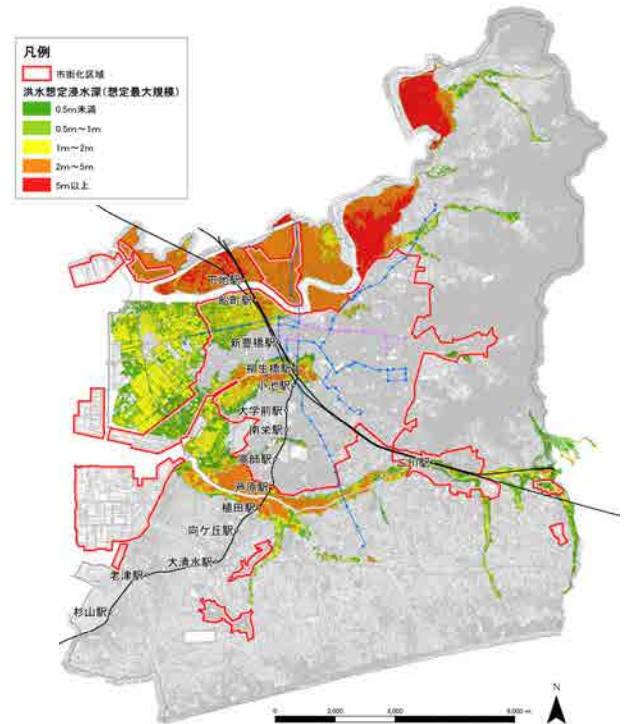 凡例
市街化区域
洪水想定浸水深(想定最大規模)
0.5m未満
0.5m～1m
1m～2m
2m～5m
5m以上
下地駅
船町駅
新豊橋駅
柳生橋駅
小池駅
大学前駅
南栄駅
高師駅
二川駅
芦原駅
植田駅
向ケ丘駅
大清水駅
老津駅
杉山駅
0 2,000 4,000 8,000 m
N